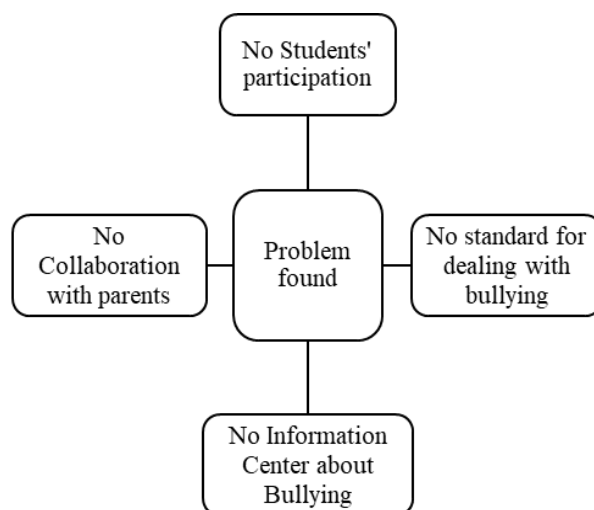 No Students'
participation
No
Collaboration
with parents
Problem
found
No standard for
dealing with
bullying
No Information
Center about
Bullying